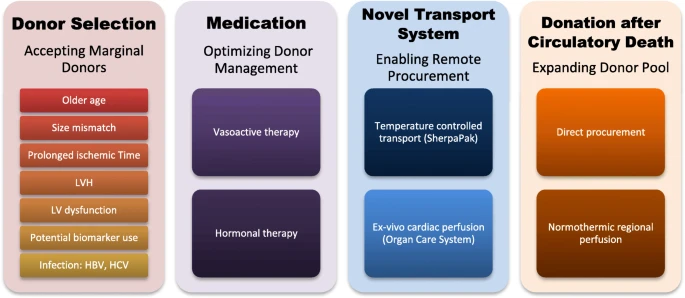 Donor Selection
Accepting Marginal
Donors
Older age
Size mismatch
Prolonged ischemic Time
LVH
LV dysfunction
Potential biomarker use
Infection: HBV, HCV
Medication
Optimizing Donor
Management
Vasoactive therapy
Hormonal therapy
Novel Transport
System
Enabling Remote
Procurement
Temperature controlled
transport (SherpaPak)
Ex-vivo cardiac perfusion
(Organ Care System)
Donation after
Circulatory Death
Expanding Donor Pool
Direct procurement
Normothermic regional
perfusion